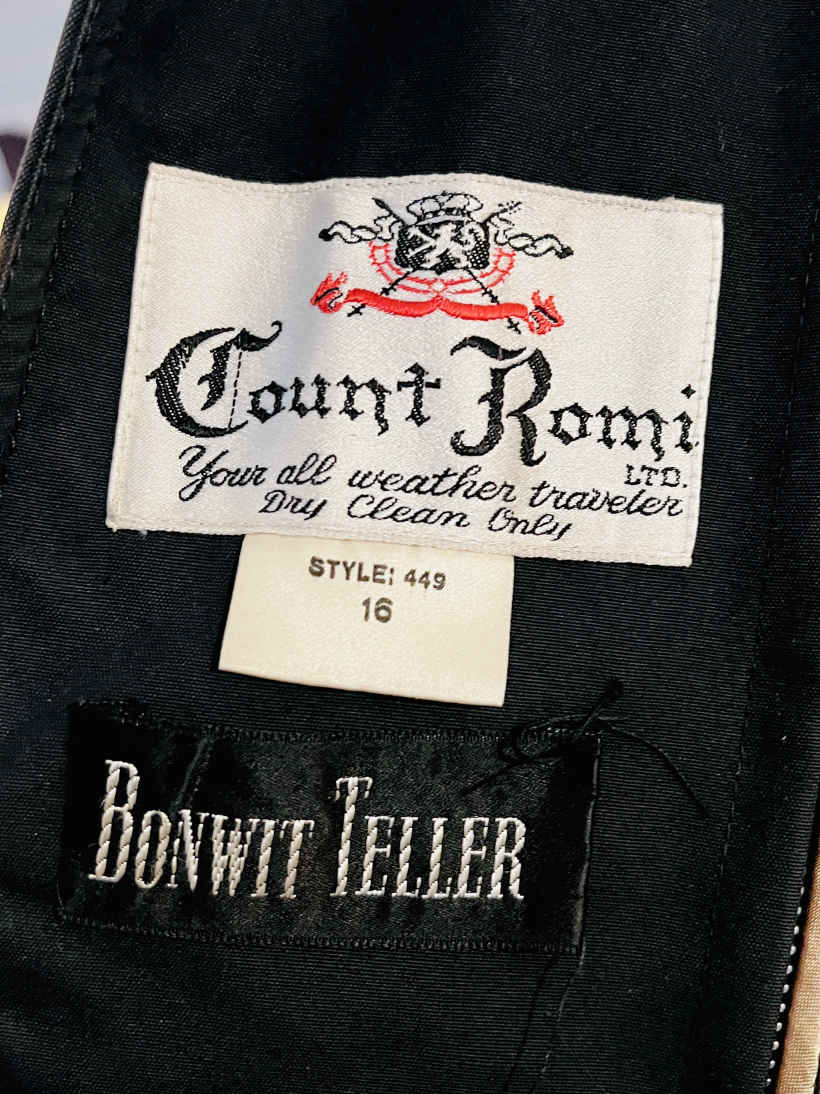 Count Romi
LTD.
Your all weather traveler
Dry Clean Only
STYLE: 449
16
BONWIT TELLER